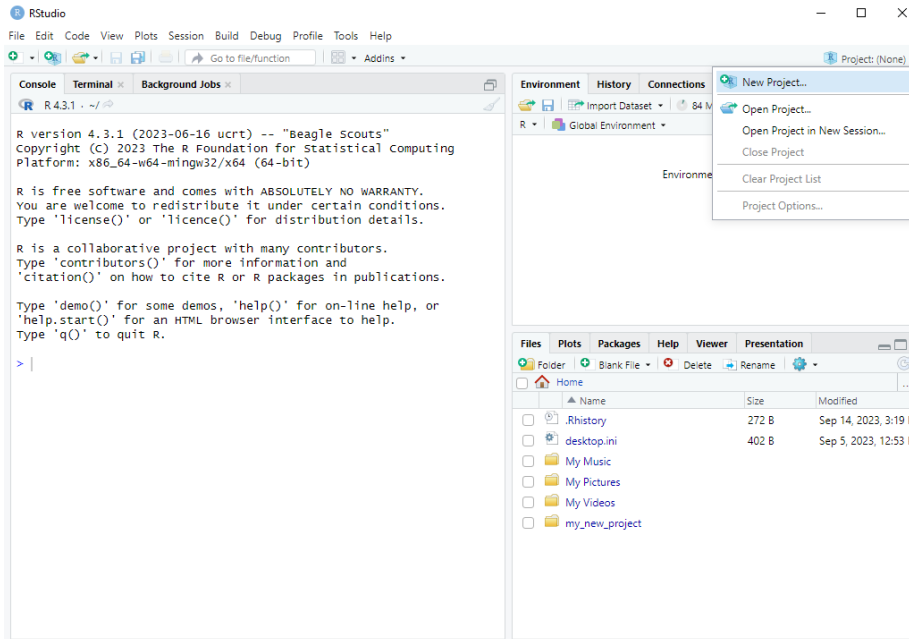 RStudio
File Edit Code View Plots Session Build Debug Profile Tools Help
Go to file/function Addins Project: (None)
Console Terminal Background Jobs
R 4.3.1 · ~/
R version 4.3.1 (2023-06-16 ucrt) -- "Beagle Scouts"
Copyright (C) 2023 The R Foundation for Statistical Computing
Platform: x86_64-w64-mingw32/x64 (64-bit)
R is free software and comes with ABSOLUTELY NO WARRANTY.
You are welcome to redistribute it under certain conditions.
Type 'license()' or 'licence()' for distribution details.
R is a collaborative project with many contributors.
Type 'contributors()' for more information and
'citation()' on how to cite R or R packages in publications.
Type 'demo()' for some demos, 'help()' for on-line help, or
'help.start()' for an HTML browser interface to help.
Type 'q()' to quit R.
>
Environment History Connections
Import Dataset 84 M
R Global Environment
Environme
New Project...
Open Project...
Open Project in New Session...
Close Project
Clear Project List
Project Options...
Files Plots Packages Help Viewer Presentation
Folder Blank File Delete Rename
Home
Name Size Modified
.Rhistory 272 B Sep 14, 2023, 3:19
desktop.ini 402 B Sep 5, 2023, 12:53
My Music
My Pictures
My Videos
my_new_project